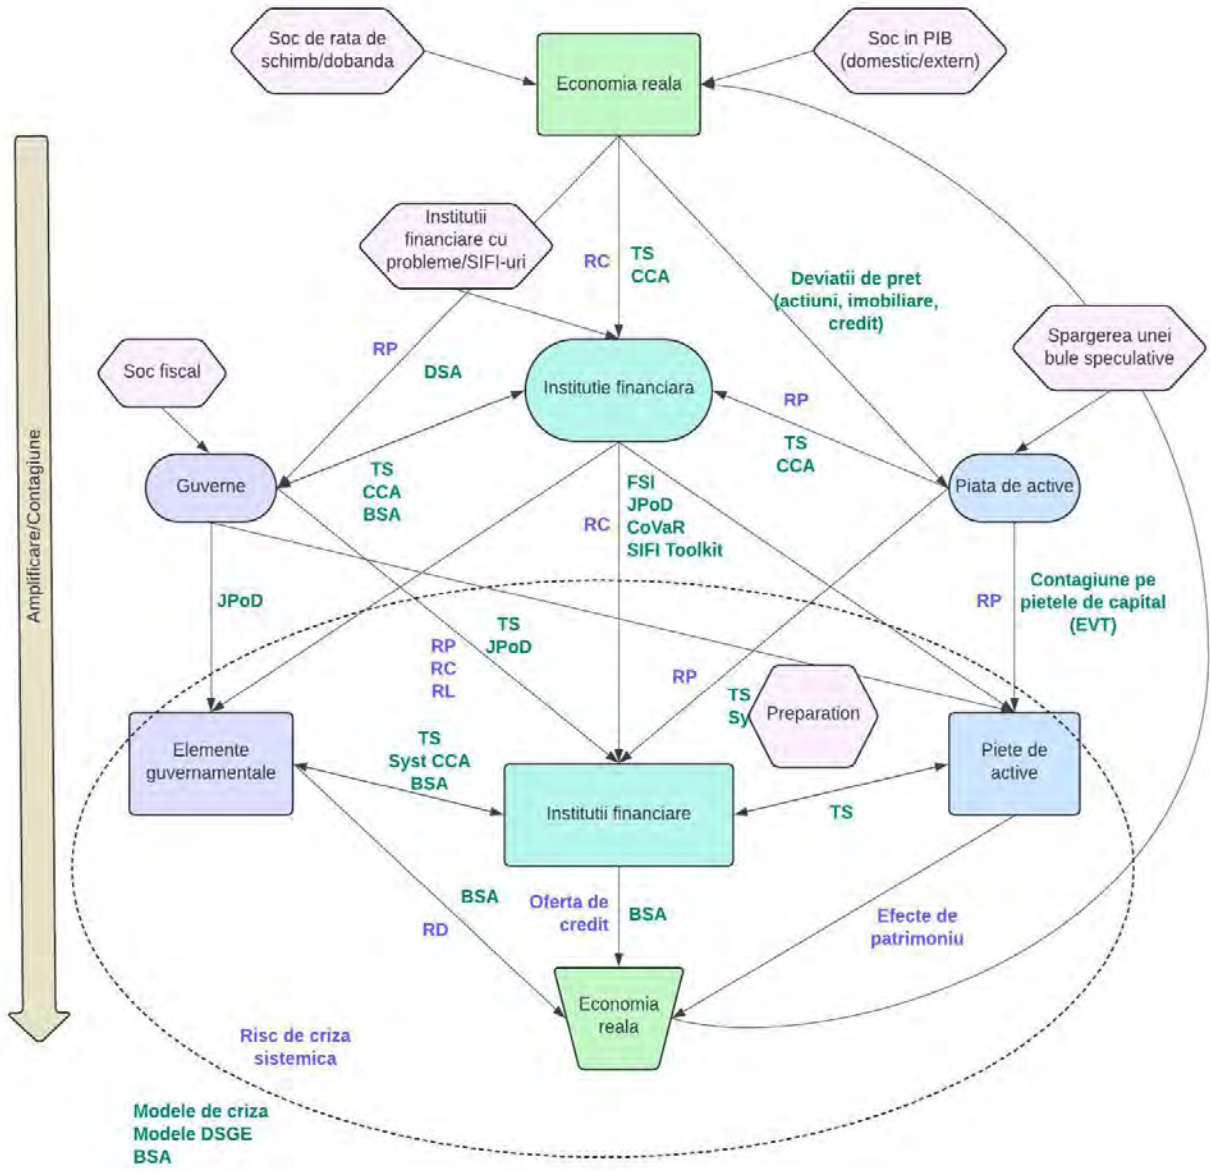 Soc de rata de
schimb/dobanda
Soc in PIB
(domestic/extern)
Economia reala
Institutii
financiare cu
probleme/SIFI-uri
RC
TS
CCA
Deviatii de pret
(actiuni, imobiliare,
credit)
Spargerea unei
bule speculative
RP
DSA
Soc fiscal
Institutie financiara
RP
TS
CCA
Guverne
TS
CCA
BSA
FSI
JPoD
CoVaR
SIFI Toolkit
RC
Piata de active
Amplificare/Contagiune
JPoD
RP
Contagiune pe
pietele de capital
(EVT)
TS
JPoD
RP
RC
RL
RP
TS
Sy
Preparation
Elemente
guvernamentale
TS
Syst CCA
BSA
Piete de
active
Institutii financiare
TS
BSA
RD
Oferta de
credit
BSA
Efecte de
patrimoniu
Economia
reala
Risc de criza
sistemica
Modele de criza
Modele DSGE
BSA